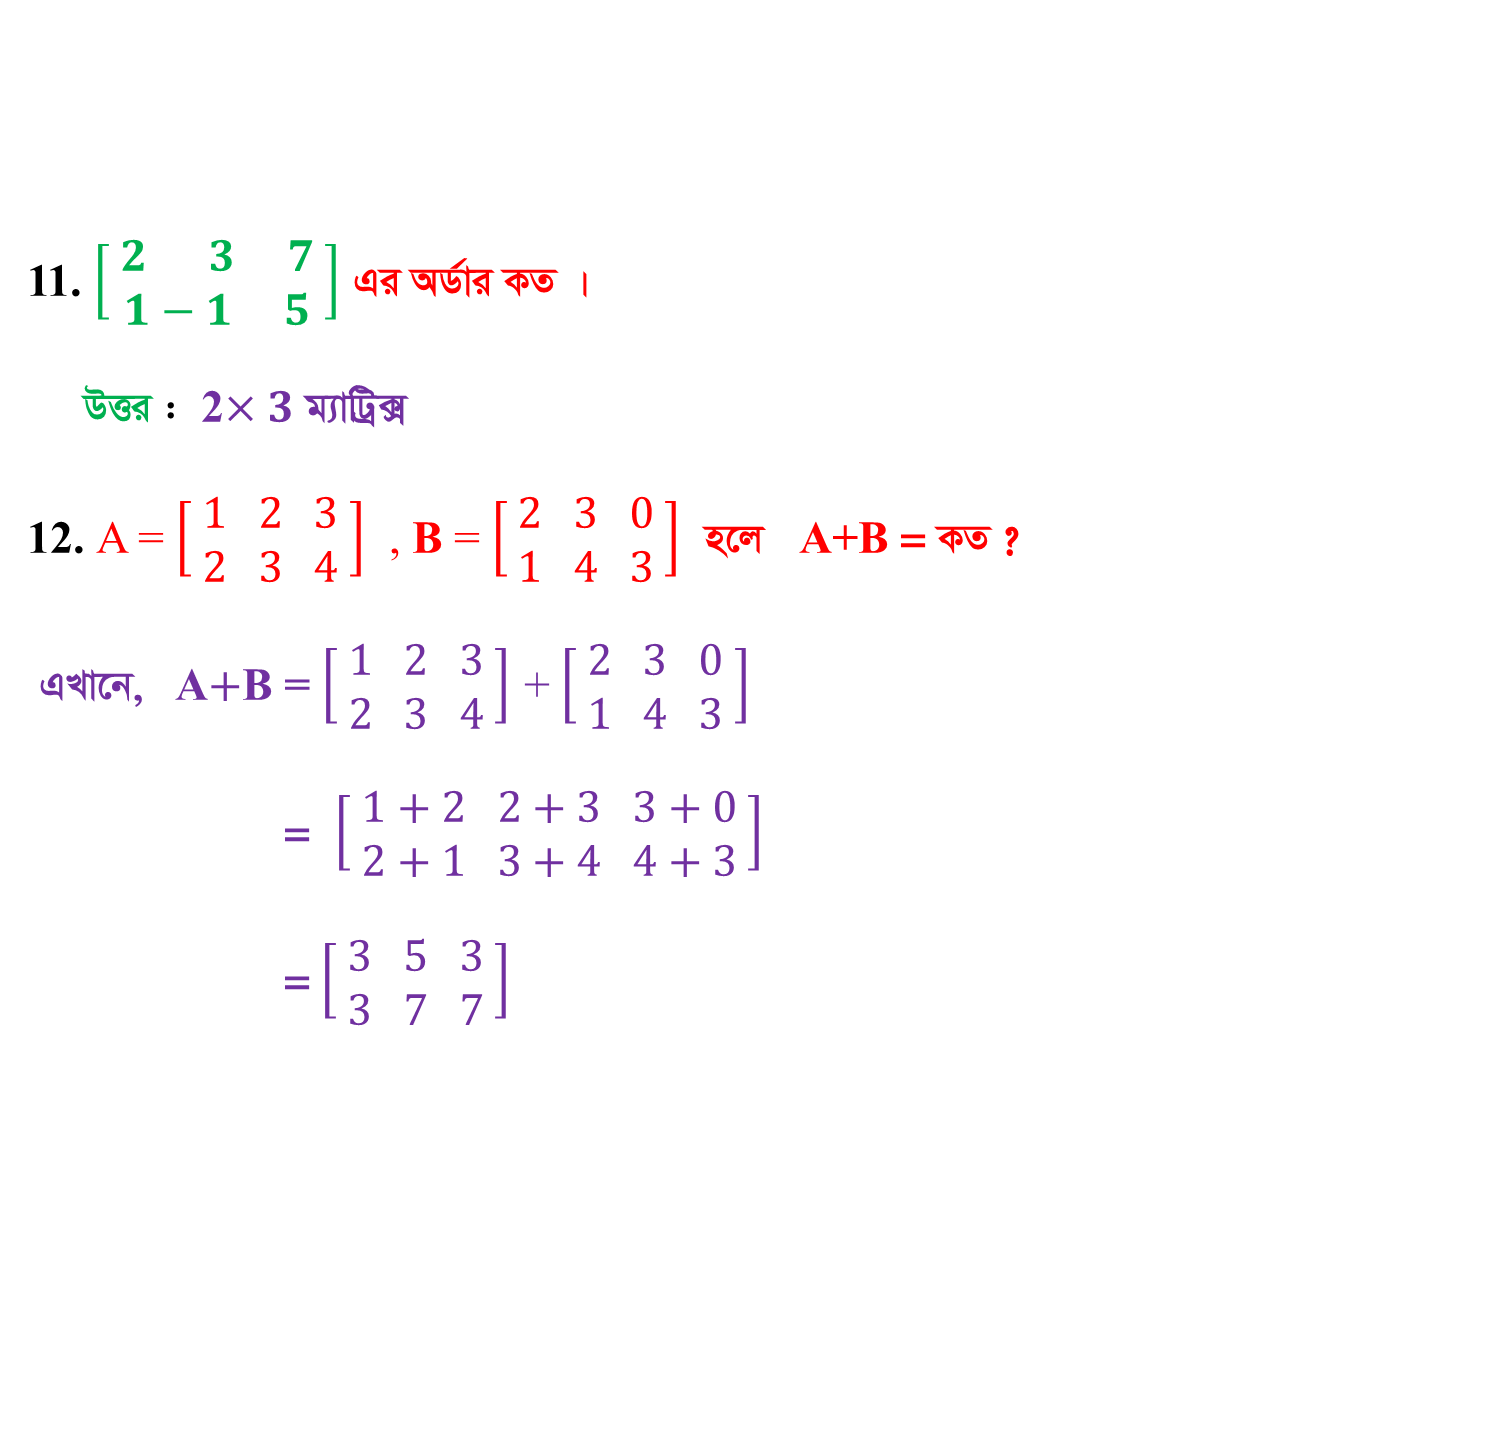 11. [2 3 7
1 − 1 5] এর অর্ডার কত ।
উত্তর : 2× 3 ম্যাট্রিক্স
12. A = [1 2 3
2 3 4] , B = [2 3 0
1 4 3] হলে A+B = কত ?
এখানে, A+B = [1 2 3
2 3 4] + [2 3 0
1 4 3]
= [1 + 2 2 + 3 3 + 0
2 + 1 3 + 4 4 + 3]
= [3 5 3
3 7 7]